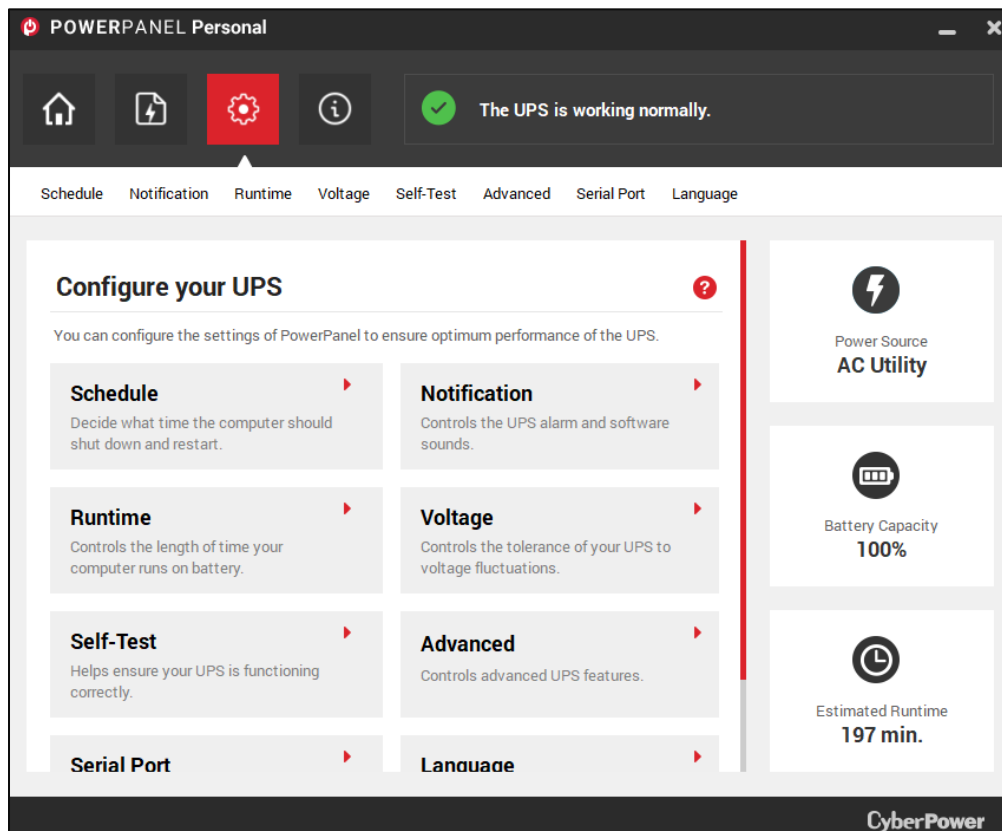 POWERPANEL Personal
The UPS is working normally.
Schedule Notification Runtime Voltage Self-Test Advanced Serial Port Language
Configure your UPS
?
You can configure the settings of PowerPanel to ensure optimum performance of the UPS.
Schedule
Decide what time the computer should
shut down and restart.
Notification
Controls the UPS alarm and software
sounds.
Runtime
Controls the length of time your
computer runs on battery.
Voltage
Controls the tolerance of your UPS to
voltage fluctuations.
Self-Test
Helps ensure your UPS is functioning
correctly.
Advanced
Controls advanced UPS features.
Serial Port
Language
Power Source
AC Utility
Battery Capacity
100%
Estimated Runtime
197 min.
CyberPower